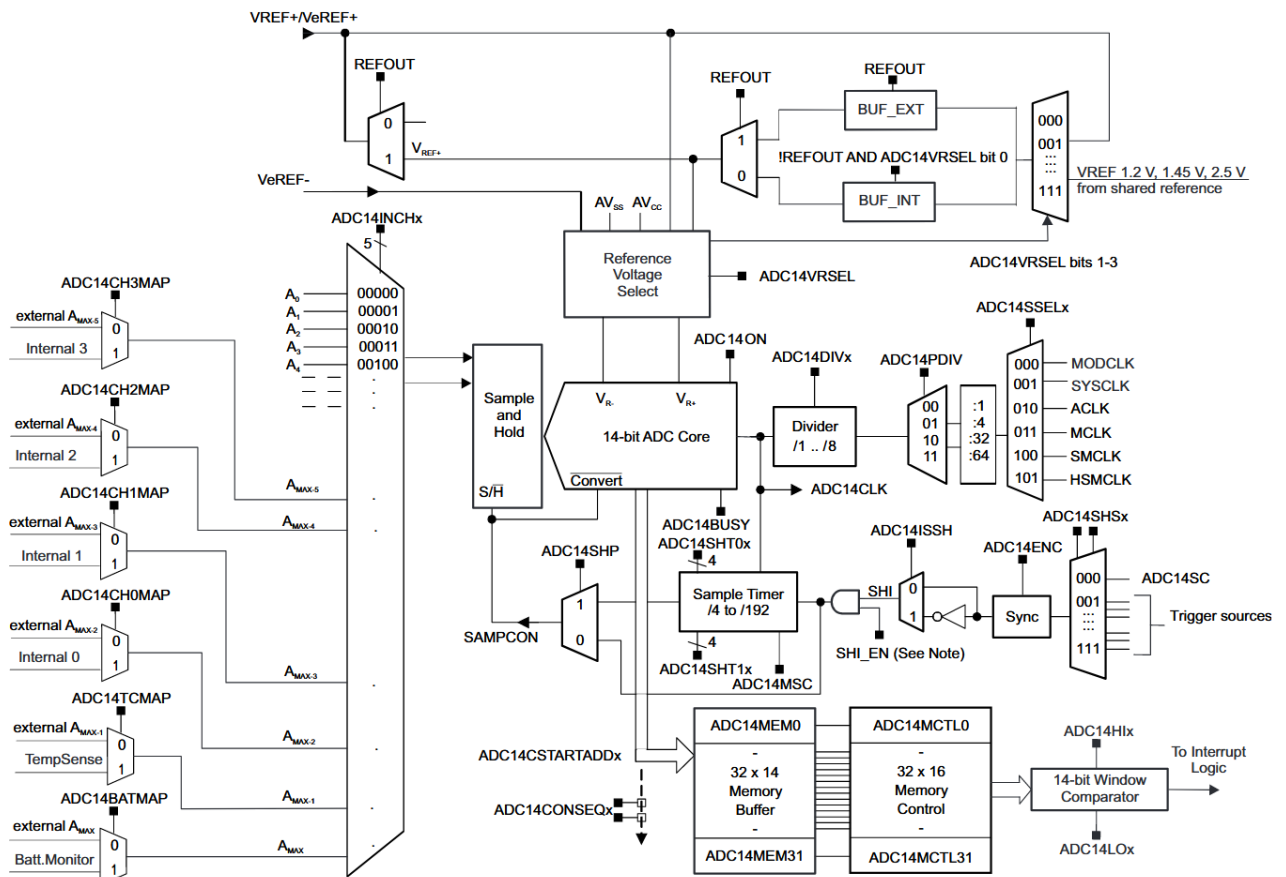 VREF+/VeREF+
REFOUT
0
1
VREF+
REFOUT
1
0
REFOUT
BUF_EXT
!REFOUT AND ADC14VRSEL bit 0
BUF_INT
000
001
111
VREF 1.2 V, 1.45 V, 2.5 V
from shared reference
VeREF-
AVSS AVCC
Reference
Voltage
Select
ADC14VRSEL
ADC14VRSEL bits 1-3
ADC14INCHx
5
A0 00000
A1 00001
A2 00010
A3 00011
A4 00100
ADC14CH3MAP
external AMAX-5 0
Internal 3 1
ADC14CH2MAP
external AMAX-4 0
Internal 2 1
AMAX-5
AMAX-4
ADC14CH1MAP
external AMAX-3 0
Internal 1 1
ADC14CH0MAP
external AMAX-2 0
Internal 0 1
AMAX-3
ADC14TCMAP
external AMAX-1 0
TempSense 1
AMAX-2
ADC14BATMAP
AMAX-1
external AMAX 0
Batt.Monitor 1
AMAX
Sample
and
Hold
S/H
ADC14ON
VR- VR+
14-bit ADC Core
Convert
ADC14BUSY
ADC14DIVx
Divider
/1 .. /8
ADC14CLK
ADC14PDIV
00
01
10
11
:1
:4
:32
:64
ADC14SSELx
000 MODCLK
001 SYSCLK
010 ACLK
011 MCLK
100 SMCLK
101 HSMCLK
ADC14SHP
1
0
SAMPCON
ADC14SHT0x
4
Sample Timer
/4 to /192
4
ADC14SHT1x
ADC14MSC
SHI
SHI_EN (See Note)
ADC14ISSH
0
1
ADC14ENC
Sync
ADC14SHSx
000 ADC14SC
001
111
Trigger sources
ADC14CSTARTADDx
ADC14CONSEQx
ADC14MEM0
-
32 x 14
Memory
Buffer
-
ADC14MEM31
ADC14MCTL0
-
32 x 16
Memory
Control
-
ADC14MCTL31
ADC14HIx
14-bit Window
Comparator
ADC14LOx
To Interrupt
Logic